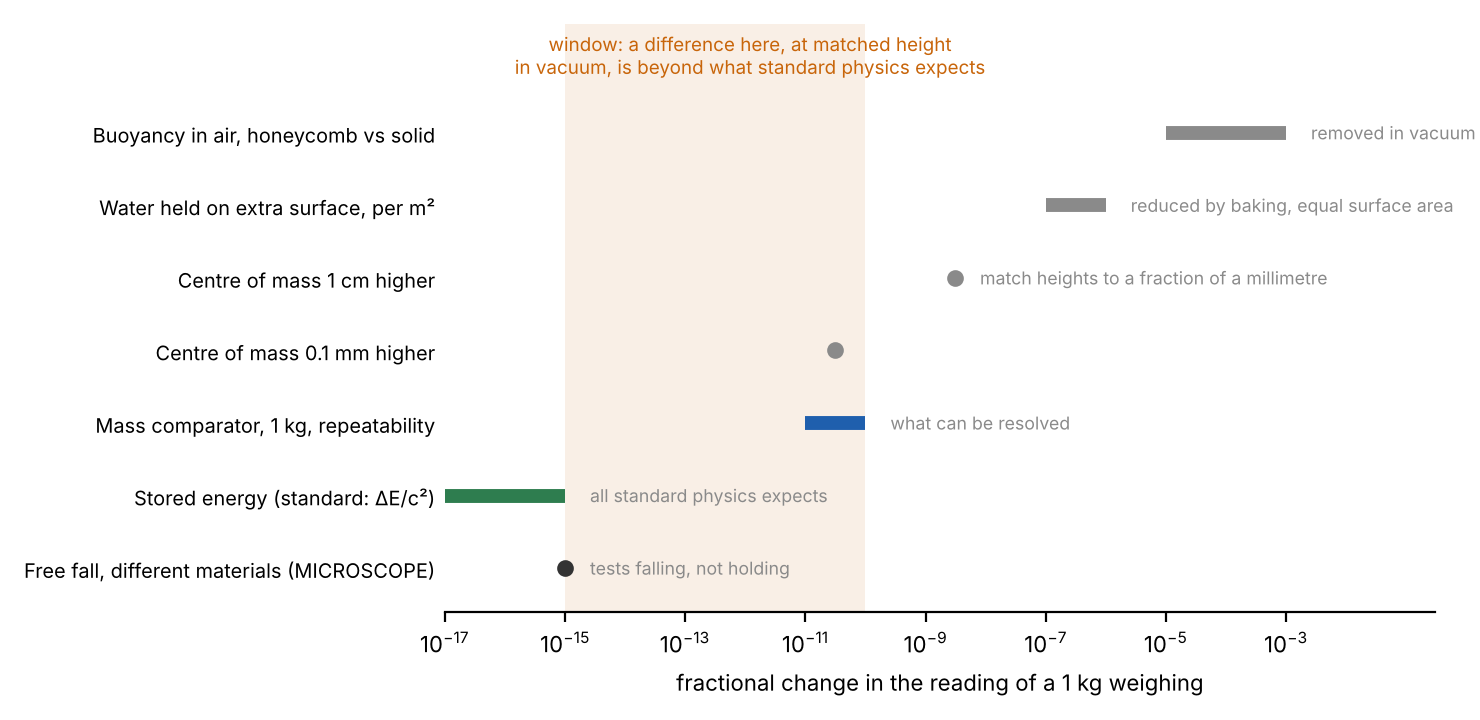 window: a difference here, at matched height
in vacuum, is beyond what standard physics expects
Buoyancy in air, honeycomb vs solid
removed in vacuum
Water held on extra surface, per m²
reduced by baking, equal surface area
Centre of mass 1 cm higher
match heights to a fraction of a millimetre
Centre of mass 0.1 mm higher
Mass comparator, 1 kg, repeatability
what can be resolved
Stored energy (standard: ΔE/c²)
all standard physics expects
Free fall, different materials (MICROSCOPE)
tests falling, not holding
10⁻¹⁷ 10⁻¹⁵ 10⁻¹³ 10⁻¹¹ 10⁻⁹ 10⁻⁷ 10⁻⁵ 10⁻³
fractional change in the reading of a 1 kg weighing